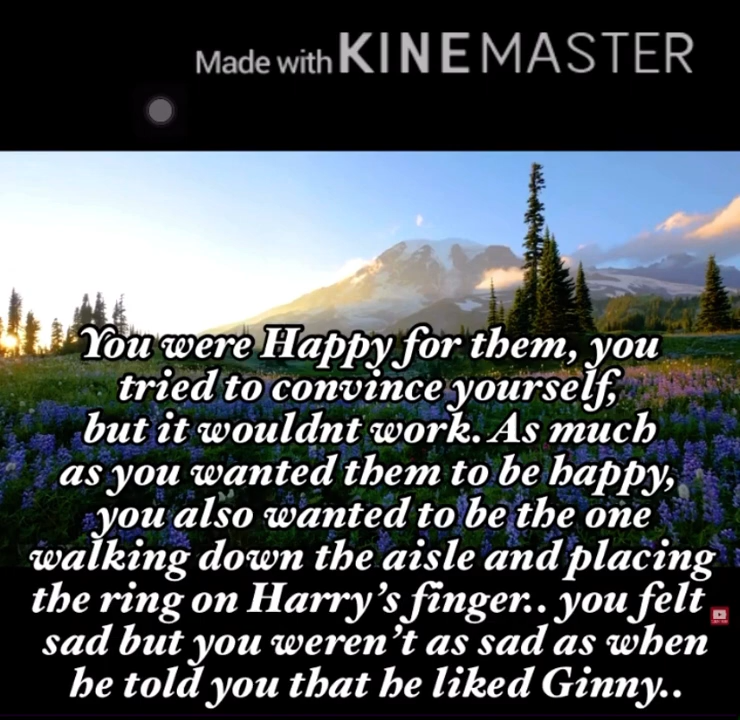 Made with KINEMASTER
You were Happy for them, you
tried to convince yourself,
but it wouldnt work. As much
as you wanted them to be happy,
you also wanted to be the one
walking down the aisle and placing
the ring on Harry's finger.. you felt
sad but you weren't as sad as when
he told you that he liked Ginny..